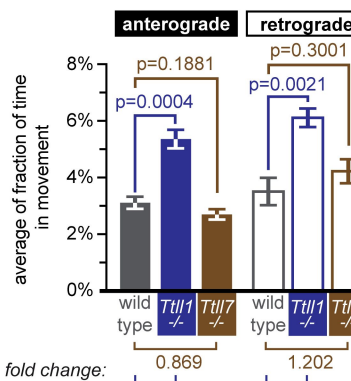 anterograde retrograde
p=0.3001
p=0.1881
p=0.0021
p=0.0004
average of fraction of time
in movement
8%
6%
4%
2%
0%
wild type
Ttll1 -/-
Ttll7 -/-
wild type
Ttll1 -/-
-/-
fold change: 0.869 1.202